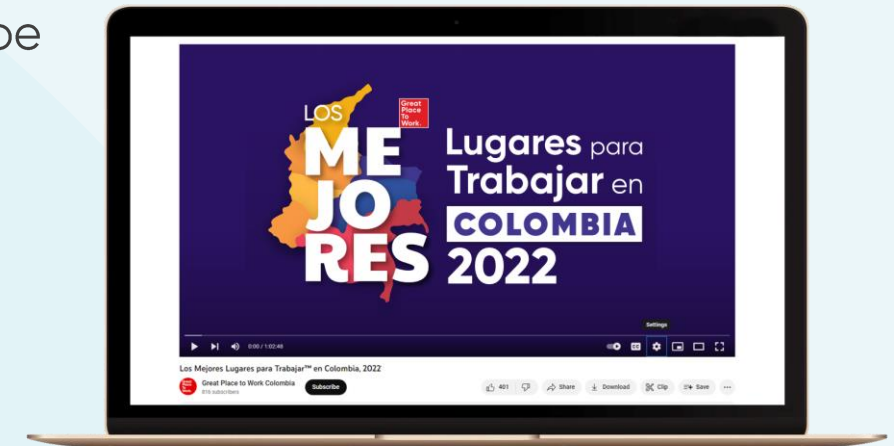 be
LOS
Great
Place
To
Work.
ME
JO
RES
Lugares para
Trabajar en
COLOMBIA
2022
Settings
0:00 / 1:02:40
CC
Los Mejores Lugares para Trabajar™ en Colombia, 2022
Great Place to Work Colombia
816 subscribers
Subscribe
401
Share
Download
Clip
Save